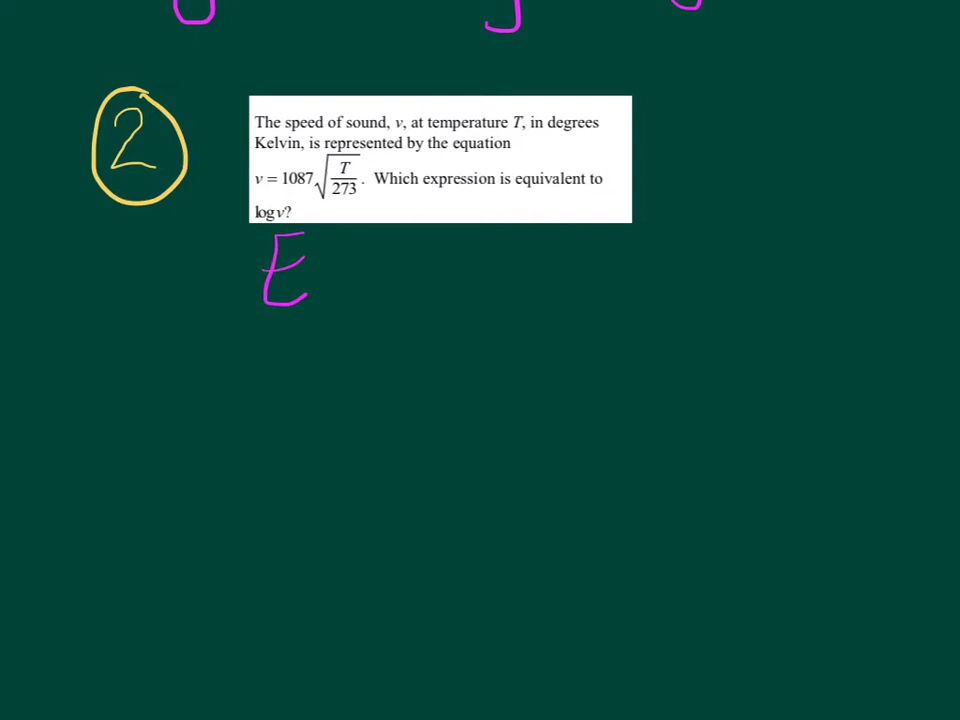 2
The speed of sound, v, at temperature T, in degrees
Kelvin, is represented by the equation
v = 1087√(T/273). Which expression is equivalent to
log v?
E